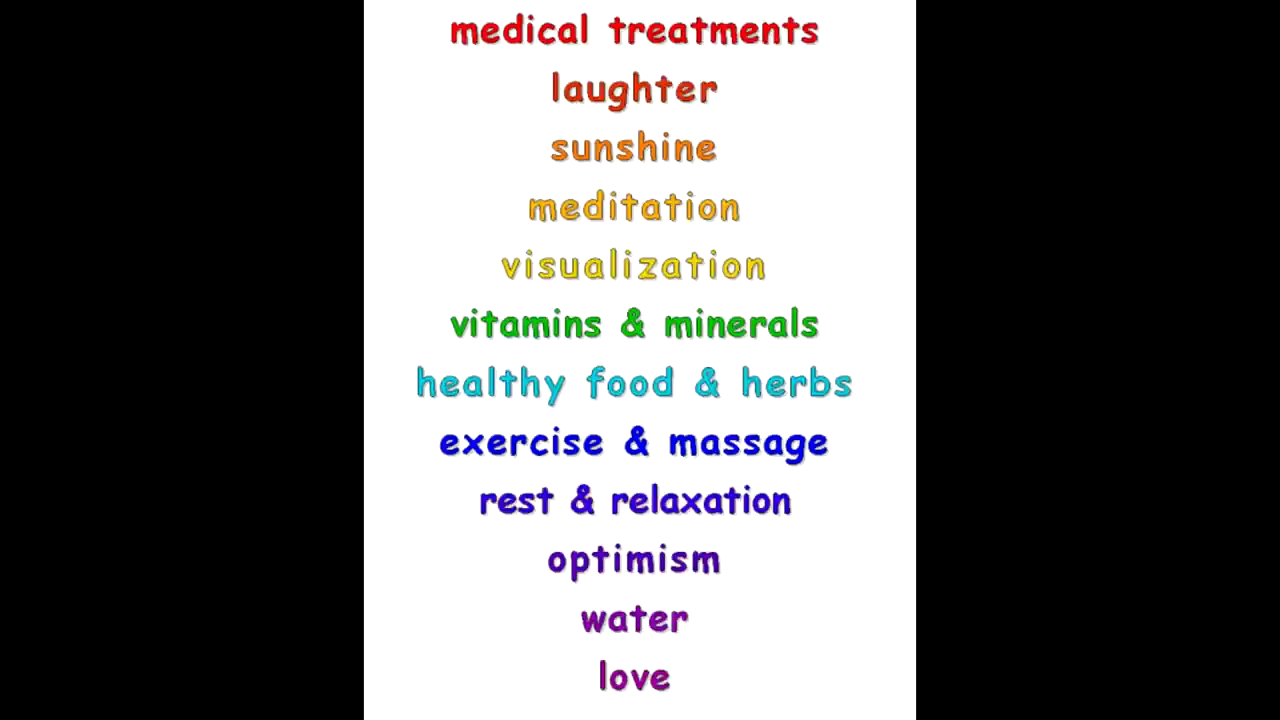 medical treatments
laughter
sunshine
meditation
visualization
vitamins & minerals
healthy food & herbs
exercise & massage
rest & relaxation
optimism
water
love